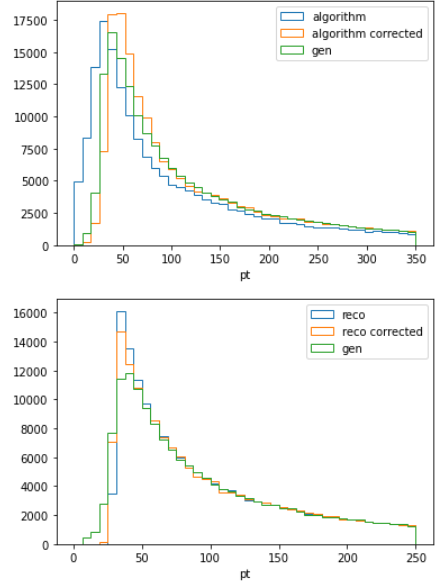 17500
15000
12500
10000
7500
5000
2500
0
0 50 100 150 200 250 300 350
pt
algorithm
algorithm corrected
gen
16000
14000
12000
10000
8000
6000
4000
2000
0
0 50 100 150 200 250
pt
reco
reco corrected
gen